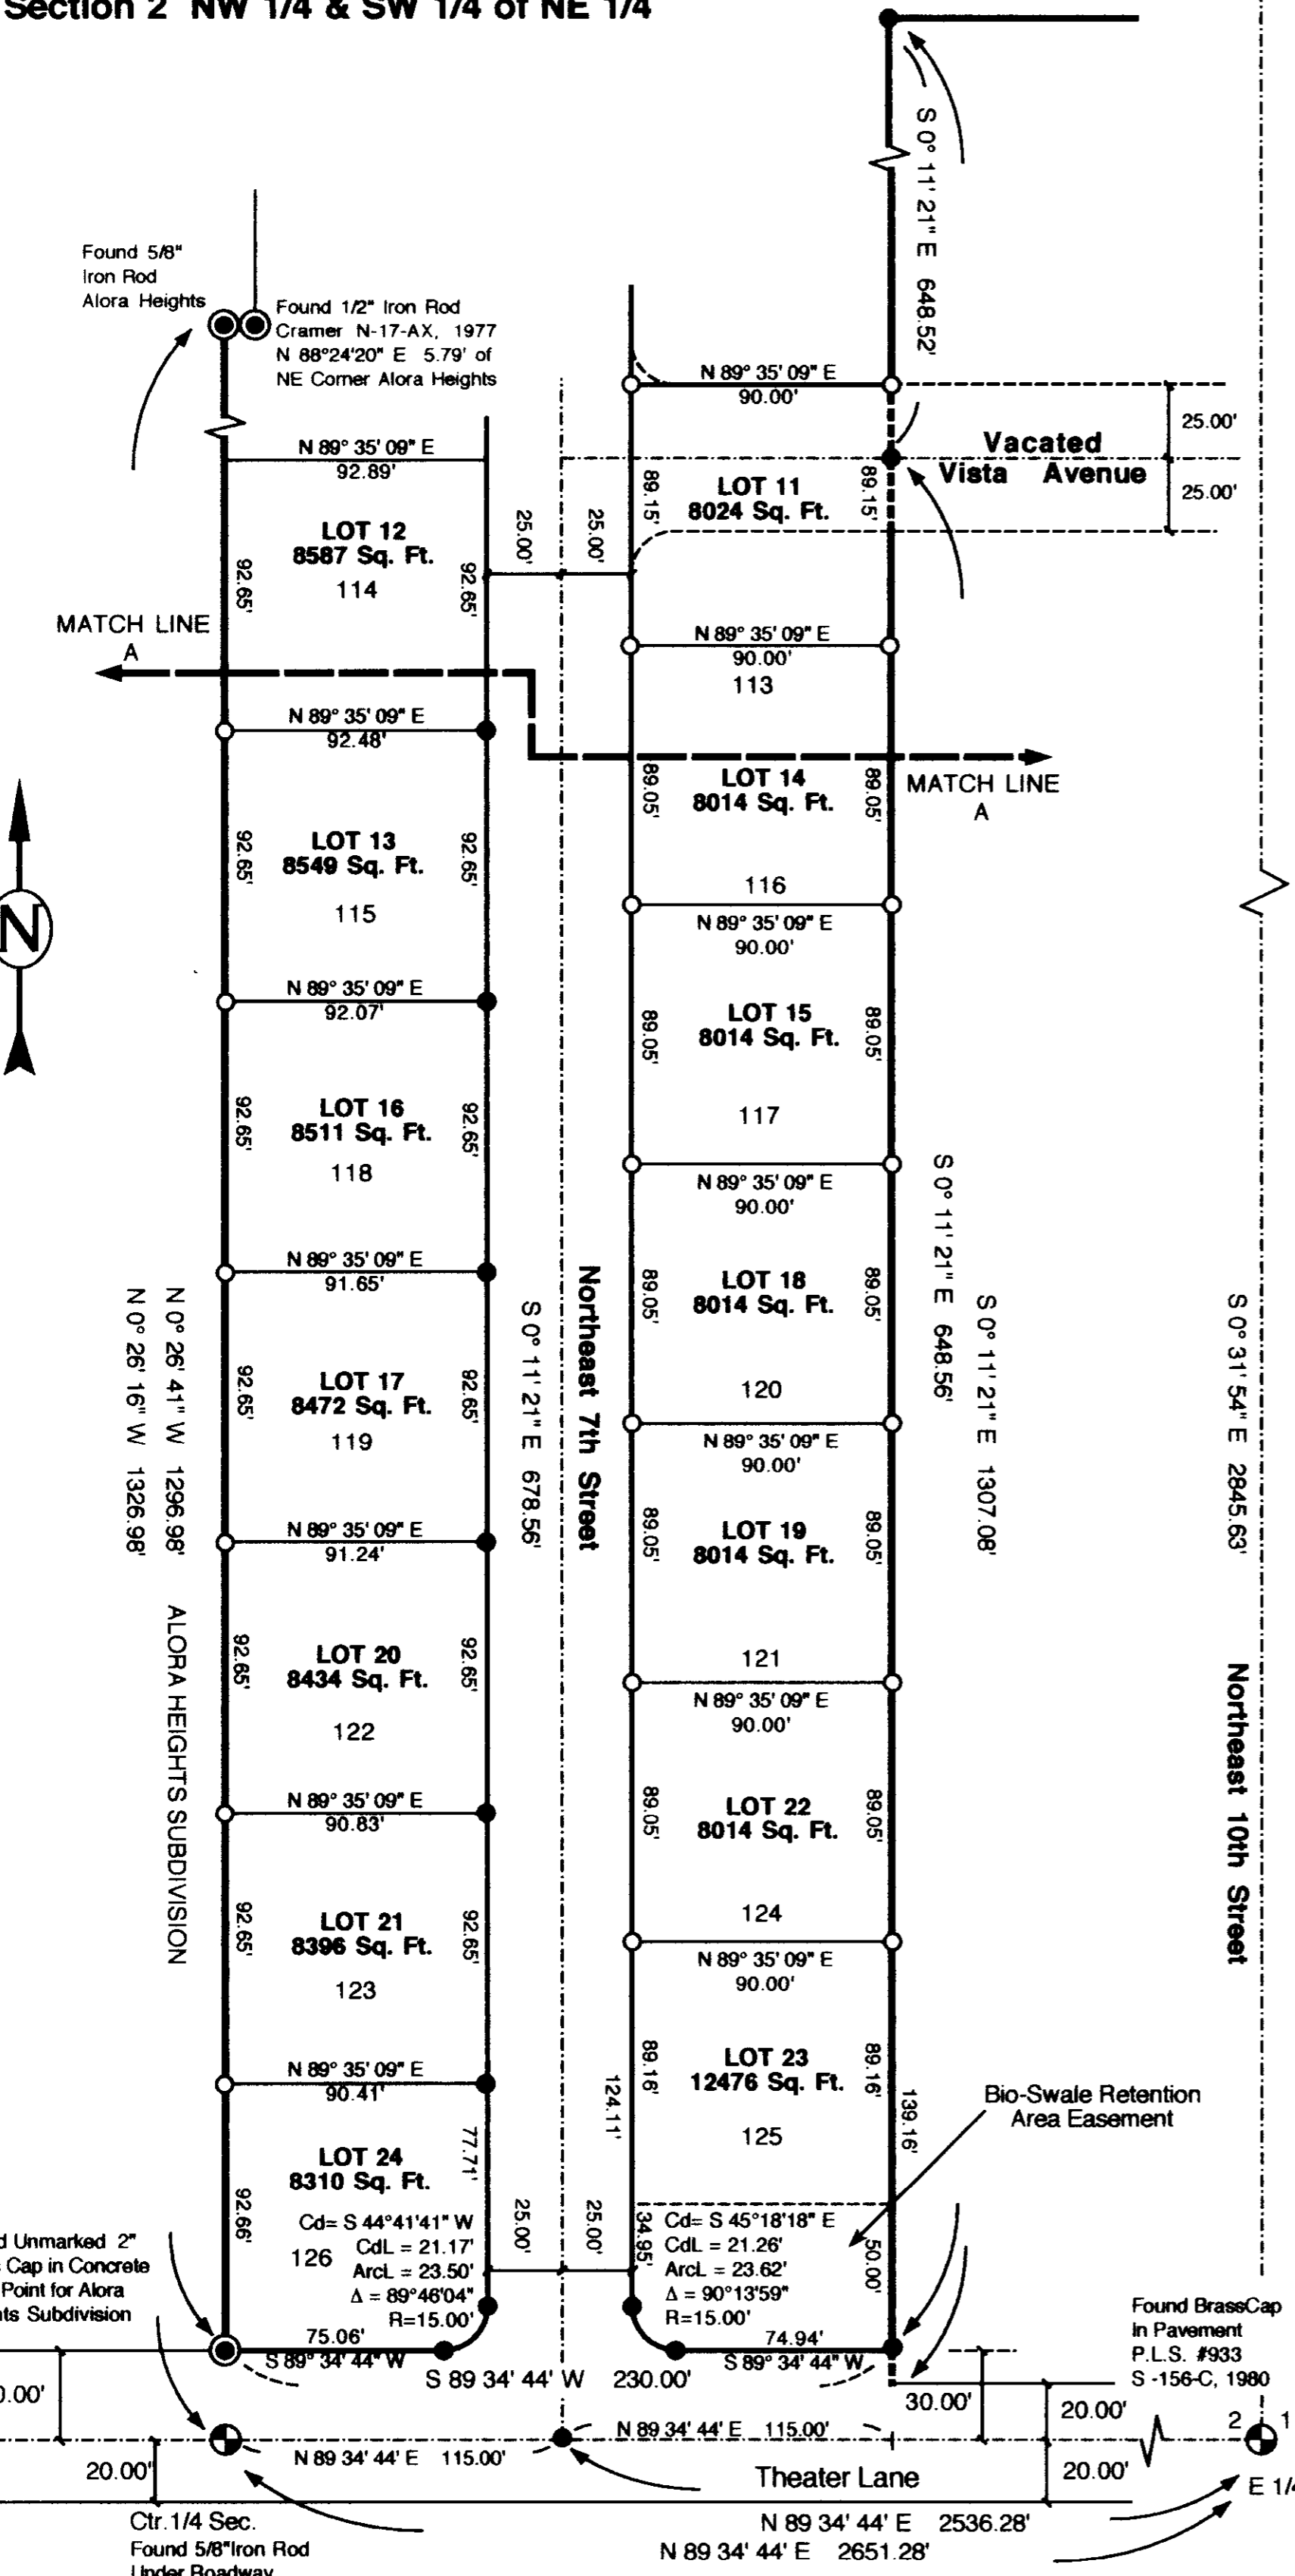 Section 2 NW 1/4 & SW 1/4 of NE 1/4
S 0° 11' 21" E 648.52'
Found 5/8"
Iron Rod
Alora Heights
Found 1/2" Iron Rod
Cramer N-17-AX, 1977
N 88°24'20" E 5.79' of
NE Corner Alora Heights
N 89° 35' 09" E
90.00'
25.00'
Vacated
Vista Avenue
25.00'
N 89° 35' 09" E
92.89'
LOT 11
8024 Sq. Ft.
89.15'
89.15'
LOT 12
8587 Sq. Ft.
114
92.65'
92.65'
25.00'
25.00'
MATCH LINE
A
N 89° 35' 09" E
90.00'
113
N 89° 35' 09" E
92.48'
MATCH LINE
A
LOT 14
8014 Sq. Ft.
89.05'
89.05'
116
LOT 13
8549 Sq. Ft.
115
92.65'
92.65'
N
N 89° 35' 09" E
90.00'
N 89° 35' 09" E
92.07'
LOT 15
8014 Sq. Ft.
89.05'
89.05'
117
LOT 16
8511 Sq. Ft.
118
92.65'
92.65'
N 89° 35' 09" E
90.00'
N 89° 35' 09" E
91.65'
LOT 18
8014 Sq. Ft.
89.05'
89.05'
120
S 0° 11' 21" E 648.56'
S 0° 11' 21" E 1307.08'
S 0° 31' 54" E 2845.63'
N 0° 26' 16" W 1326.98'
N 0° 26' 41" W 1296.98'
LOT 17
8472 Sq. Ft.
119
92.65'
92.65'
S 0° 11' 21" E 678.56'
Northeast 7th Street
N 89° 35' 09" E
90.00'
N 89° 35' 09" E
91.24'
LOT 19
8014 Sq. Ft.
89.05'
89.05'
121
ALORA HEIGHTS SUBDIVISION
LOT 20
8434 Sq. Ft.
122
92.65'
92.65'
N 89° 35' 09" E
90.00'
Northeast 10th Street
N 89° 35' 09" E
90.83'
LOT 22
8014 Sq. Ft.
89.05'
89.05'
124
LOT 21
8396 Sq. Ft.
123
92.65'
92.65'
N 89° 35' 09" E
90.00'
N 89° 35' 09" E
90.41'
LOT 23
12476 Sq. Ft.
125
89.16'
89.16'
124.11'
139.16'
Bio-Swale Retention
Area Easement
LOT 24
8310 Sq. Ft.
126
77.71'
92.66'
Cd= S 44°41'41" W
CdL = 21.17'
ArcL = 23.50'
Δ = 89°46'04"
R=15.00'
25.00'
25.00'
34.95'
Cd= S 45°18'18" E
CdL = 21.26'
ArcL = 23.62'
Δ = 90°13'59"
R=15.00'
50.00'
Unmarked 2"
Cap in Concrete
Point for Alora
Subdivision
75.06'
S 89° 34' 44" W
74.94'
S 89° 34' 44" W
S 89 34' 44" W 230.00'
Found BrassCap
In Pavement
P.L.S. #933
S -156-C, 1980
30.00'
20.00'
20.00'
N 89 34' 44' E 115.00'
N 89 34' 44' E 115.00'
2 1
E 1/4
20.00'
Theater Lane
Ctr.1/4 Sec.
Found 5/8"Iron Rod
Under Roadway
N 89 34' 44' E 2536.28'
N 89 34' 44' E 2651.28'